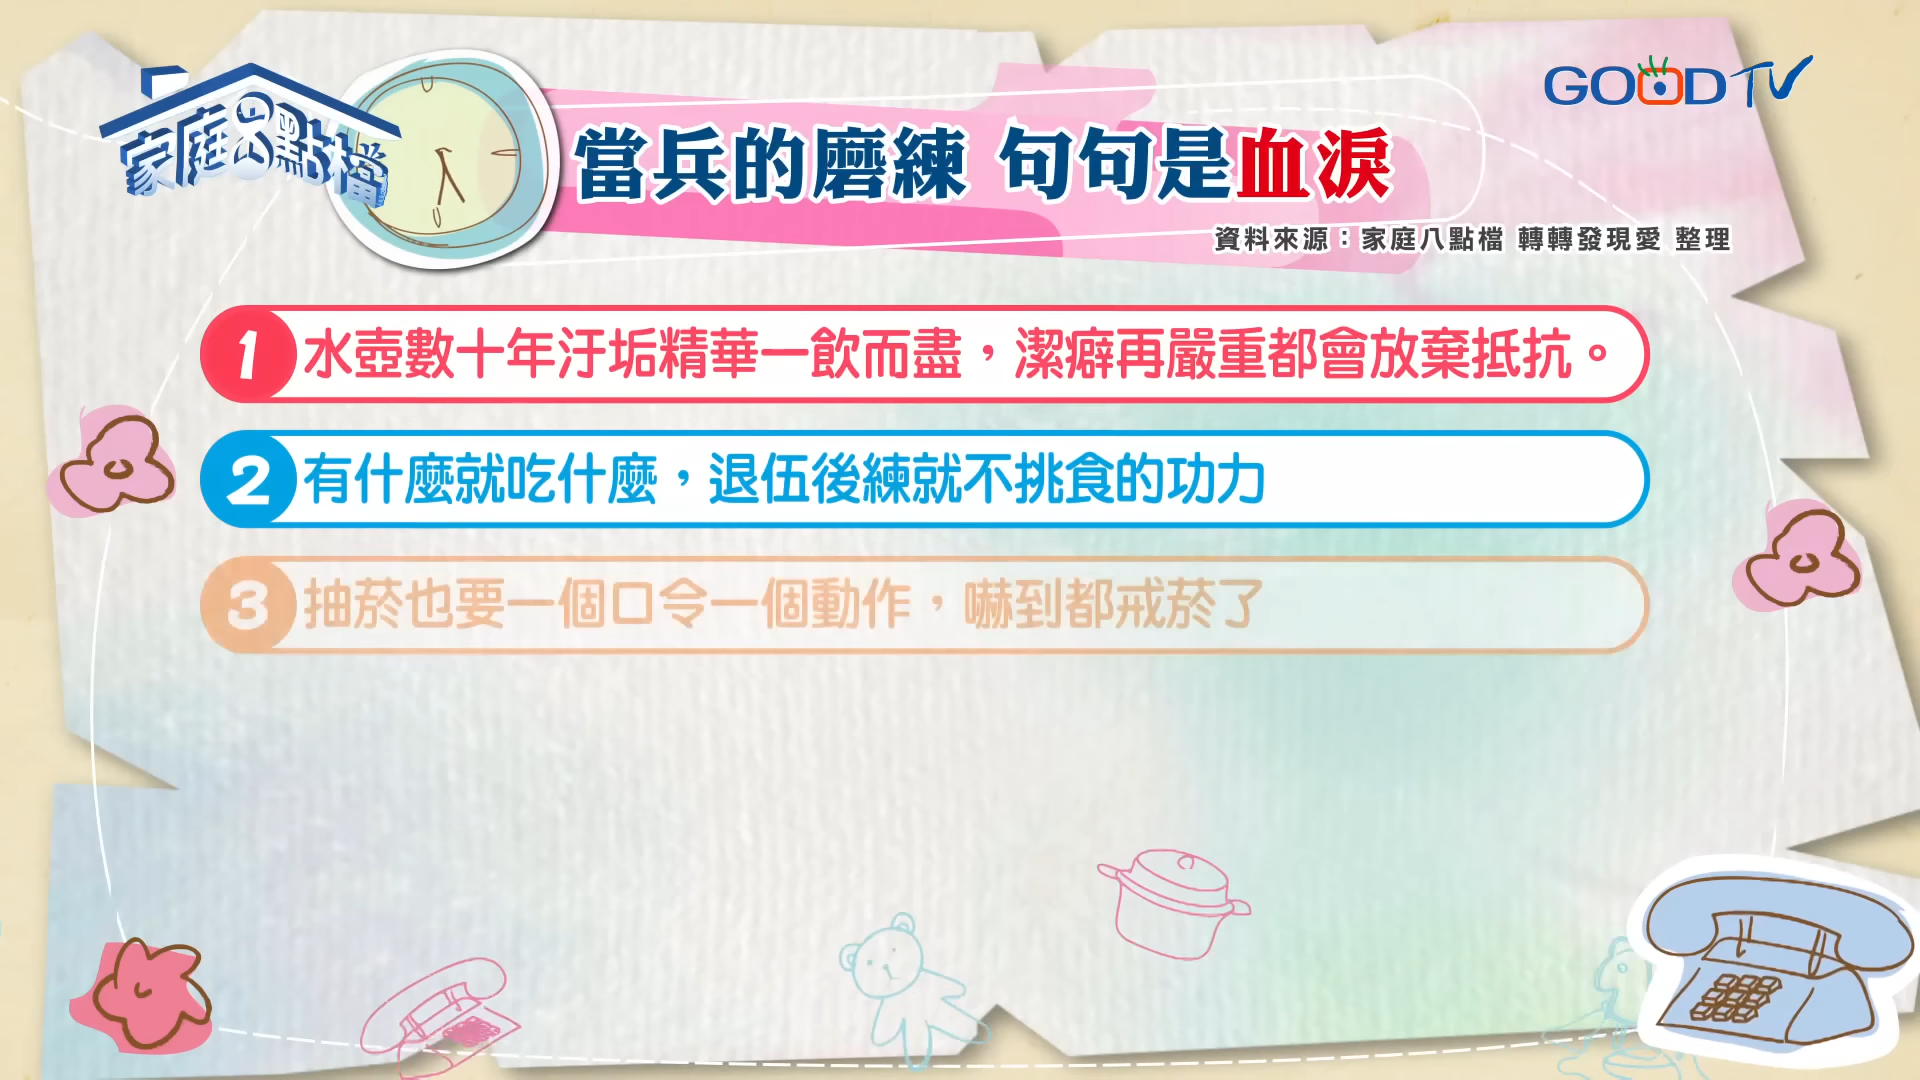 家庭8點檔
GOODTV
當兵的磨練 句句是血淚
資料來源：家庭八點檔 轉轉發現愛 整理
1 水壺數十年汙垢精華一飲而盡，潔癖再嚴重都會放棄抵抗。
2 有什麼就吃什麼，退伍後練就不挑食的功力
3 抽菸也要一個口令一個動作，嚇到都戒菸了